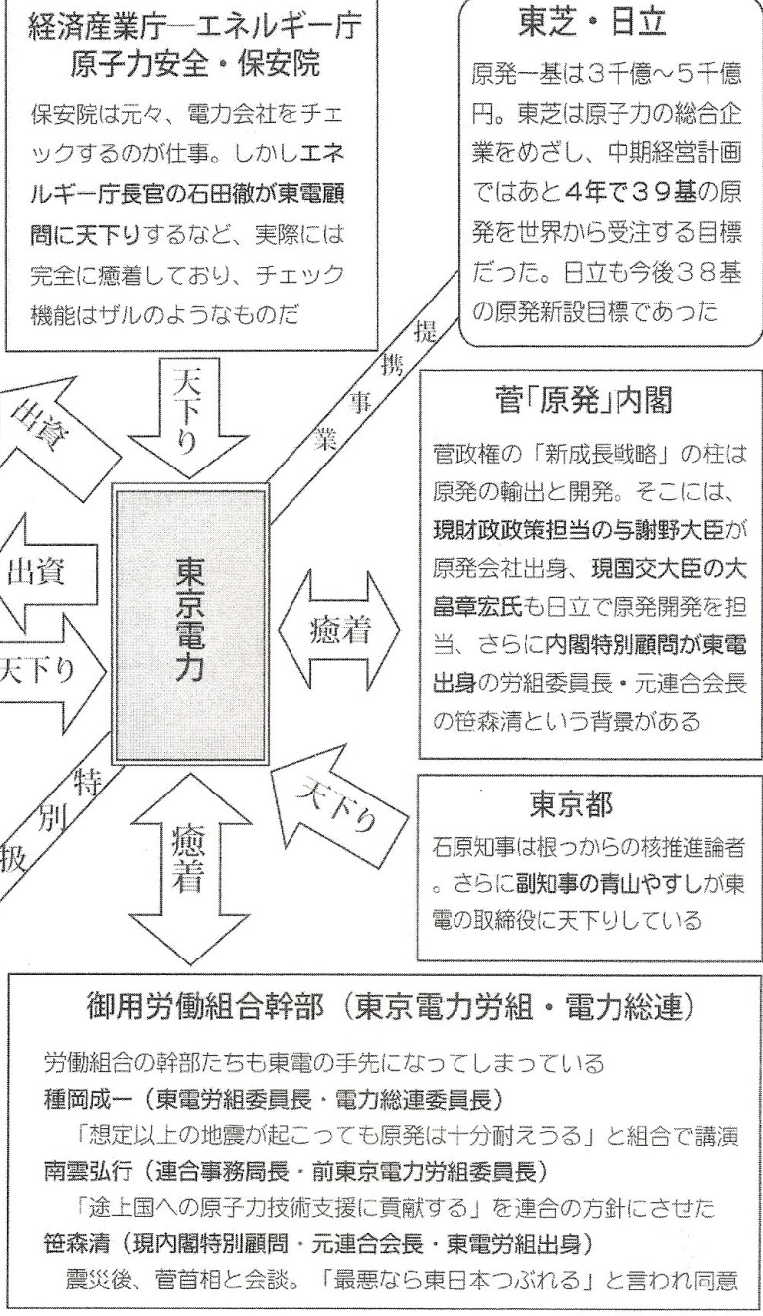 経済産業庁―エネルギー庁
原子力安全・保安院
保安院は元々、電力会社をチェ
ックするのが仕事。しかしエネ
ルギー庁長官の石田徹が東電顧
問に天下りするなど、実際には
完全に癒着しており、チェック
機能はザルのようなものだ
東芝・日立
原発一基は3千億～5千億
円。東芝は原子力の総合企
業をめざし、中期経営計画
ではあと4年で39基の原
発を世界から受注する目標
だった。日立も今後38基
の原発新設目標であった
天下り
提携事業
出資
出資
天下り
東京電力
癒着
菅「原発」内閣
菅政権の「新成長戦略」の柱は
原発の輸出と開発。そこには、
現財政政策担当の与謝野大臣が
原発会社出身、現国交大臣の大
畠章宏氏も日立で原発開発を担
当、さらに内閣特別顧問が東電
出身の労組委員長・元連合会長
の笹森清という背景がある
特別扱
癒着
天下り
東京都
石原知事は根っからの核推進論者
。さらに副知事の青山やすしが東
電の取締役に天下りしている
御用労働組合幹部（東京電力労組・電力総連）
労働組合の幹部たちも東電の手先になってしまっている
種岡成一（東電労組委員長・電力総連委員長）
「想定以上の地震が起こっても原発は十分耐えうる」と組合で講演
南雲弘行（連合事務局長・前東京電力労組委員長）
「途上国への原子力技術支援に貢献する」を連合の方針にさせた
笹森清（現内閣特別顧問・元連合会長・東電労組出身）
震災後、菅首相と会談。「最悪なら東日本つぶれる」と言われ同意